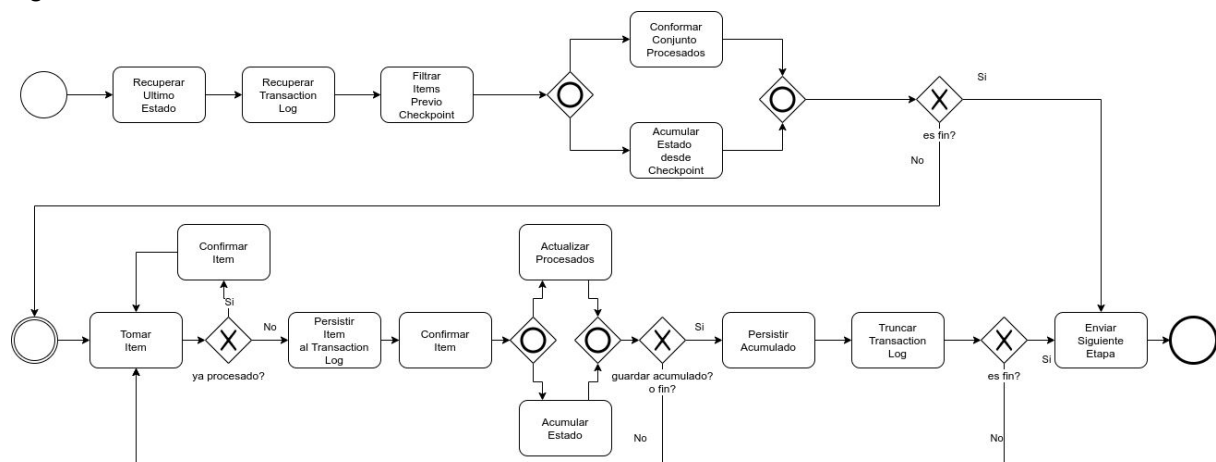 Conformar
Conjunto
Procesados
Recuperar
Ultimo
Estado
Recuperar
Transaction
Log
Filtrar
Items
Previo
Checkpoint
Si
es fin?
No
Acumular
Estado
desde
Checkpoint
Confirmar
Item
Actualizar
Procesados
Si
Tomar
Item
No
ya procesado?
Persistir
Item
al Transaction
Log
Confirmar
Item
Acumular
Estado
Si
guardar acumulado?
o fin?
No
Persistir
Acumulado
Truncar
Transaction
Log
es fin?
Si
No
Enviar
Siguiente
Etapa